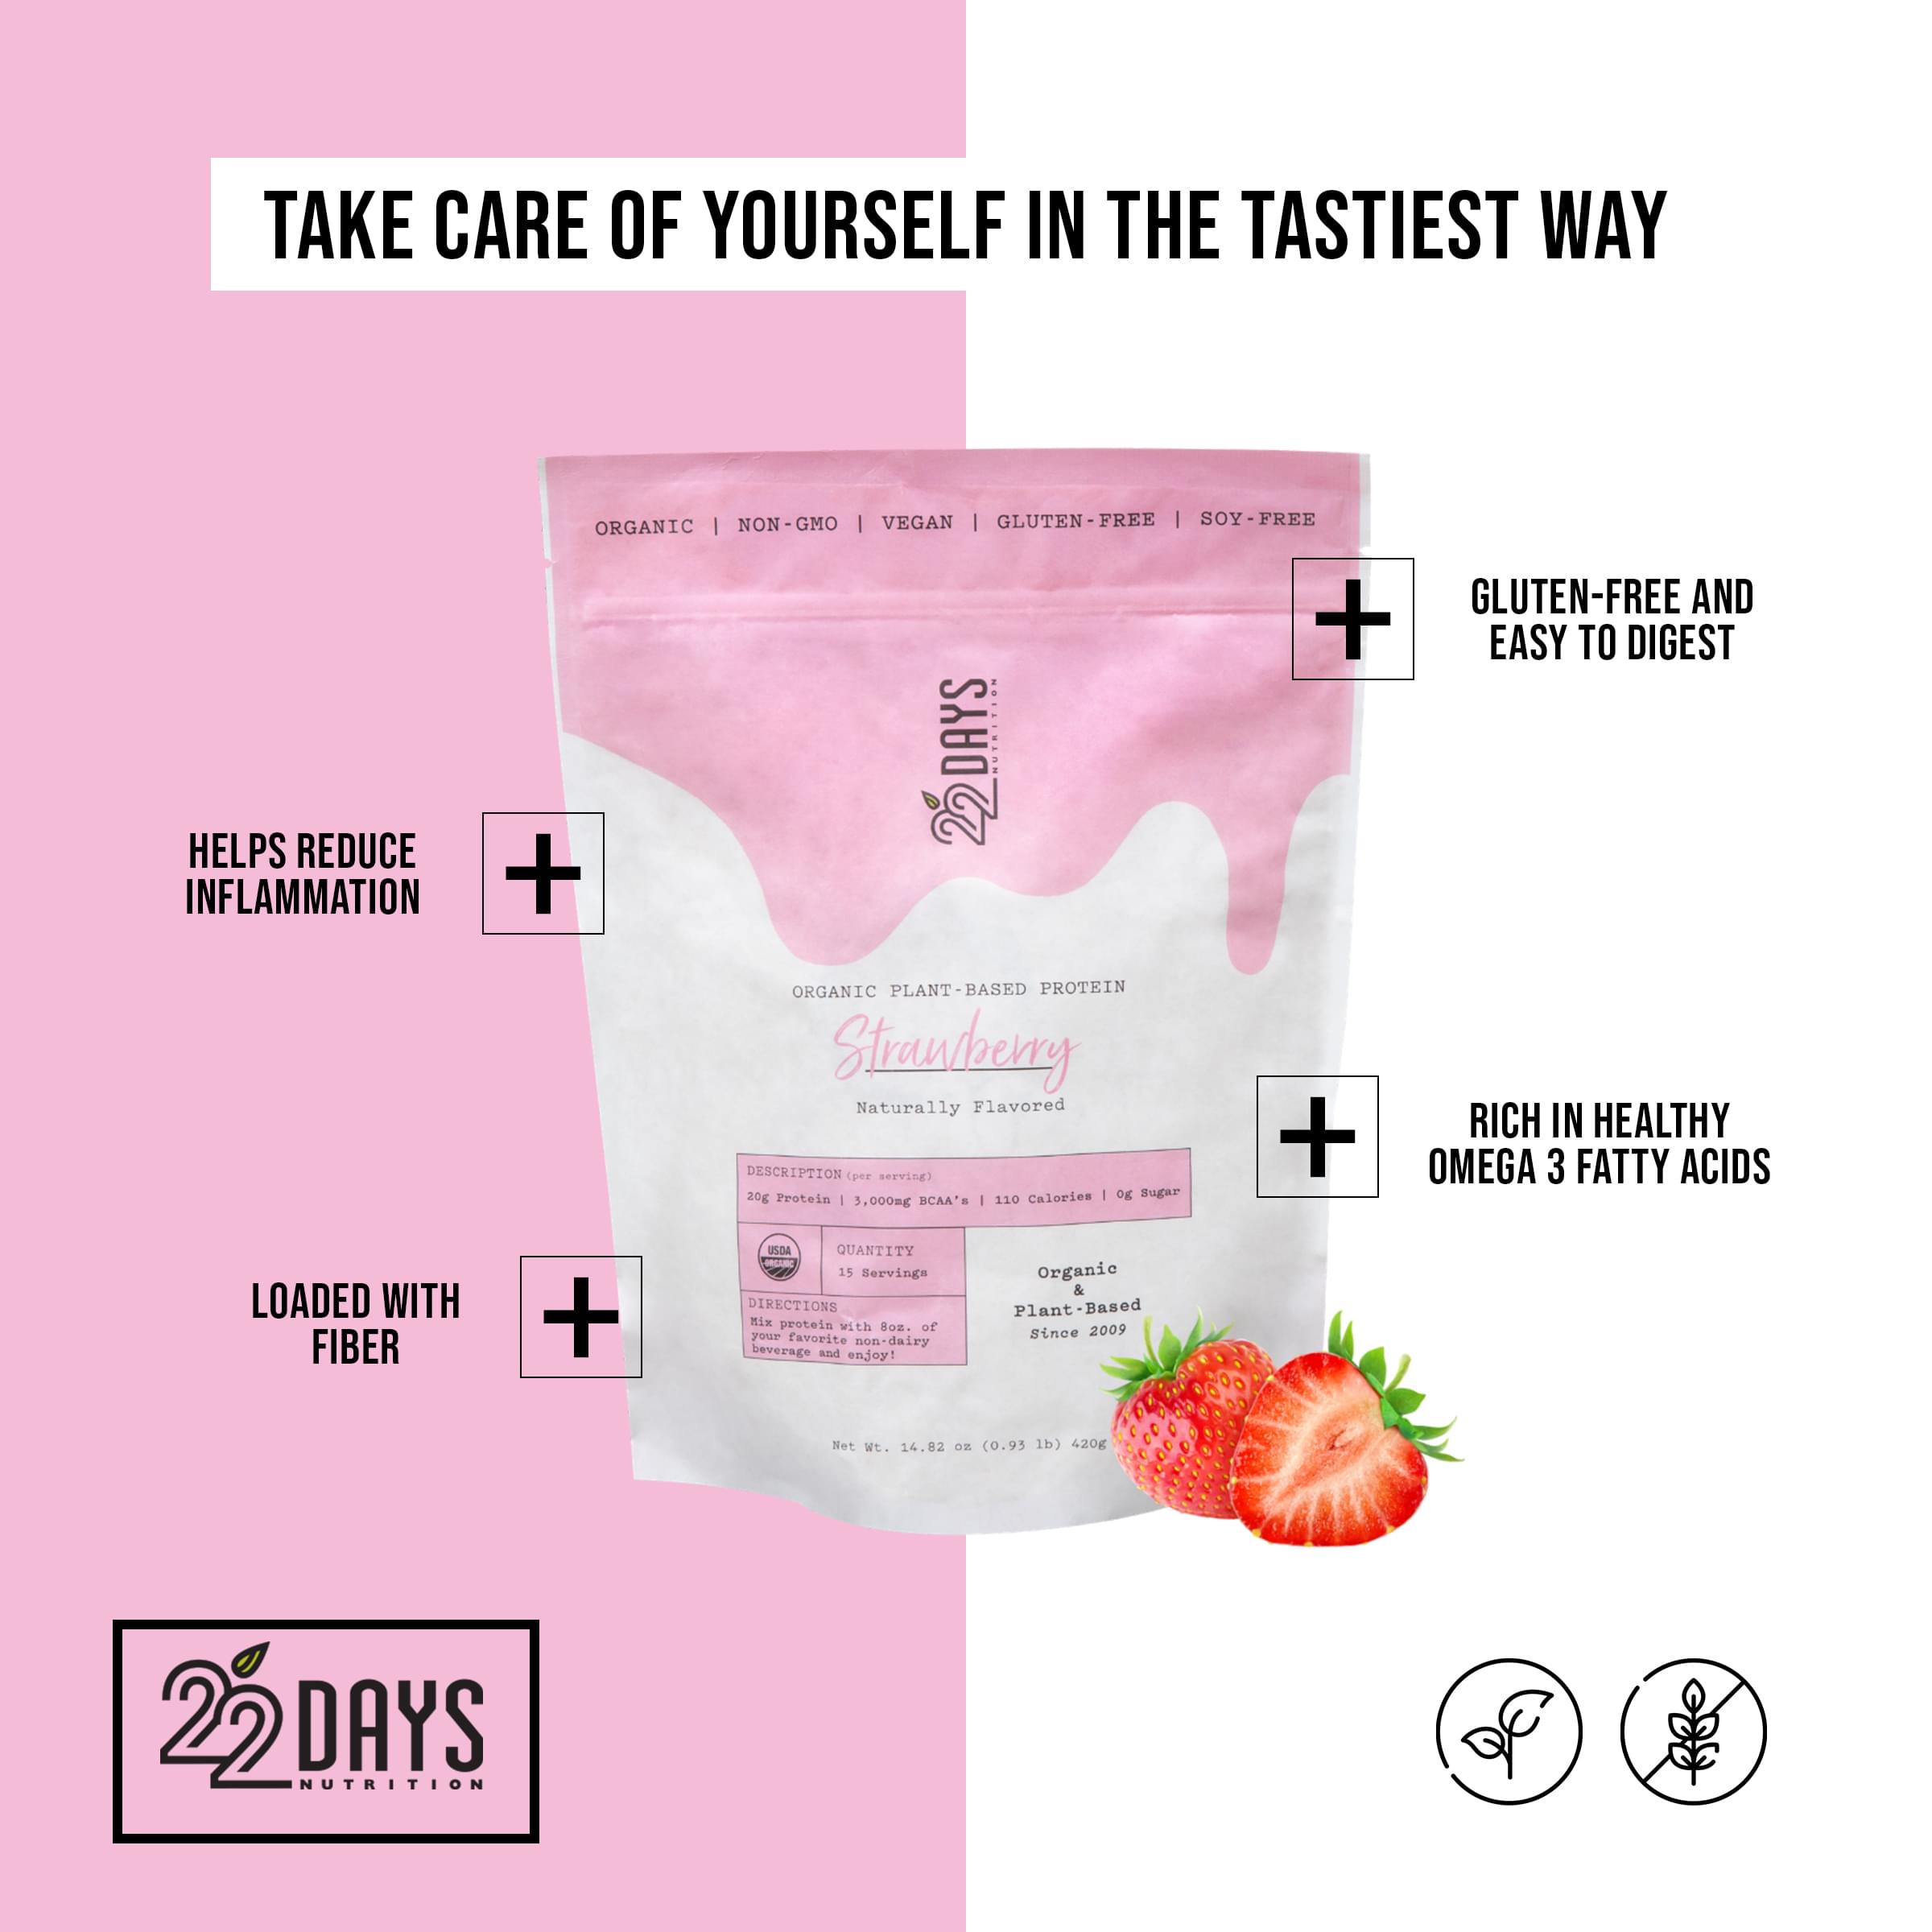 TAKE CARE OF YOURSELF IN THE TASTIEST WAY
ORGANIC | NON-GMO | VEGAN | GLUTEN-FREE | SOY-FREE
GLUTEN-FREE AND
EASY TO DIGEST
22 DAYS
NUTRITION
HELPS REDUCE
INFLAMMATION
ORGANIC PLANT-BASED PROTEIN
Strawberry
Naturally Flavored
RICH IN HEALTHY
OMEGA 3 FATTY ACIDS
DESCRIPTION (per serving)
20g Protein | 3,000mg BCAA's | 110 Calories | 0g Sugar
USDA
ORGANIC
QUANTITY
15 Servings
DIRECTIONS
Mix protein with 8oz. of
your favorite non-dairy
beverage and enjoy!
Organic
&
Plant-Based
Since 2009
LOADED WITH
FIBER
Net Wt. 14.82 oz (0.93 lb) 420g
22 DAYS
NUTRITION